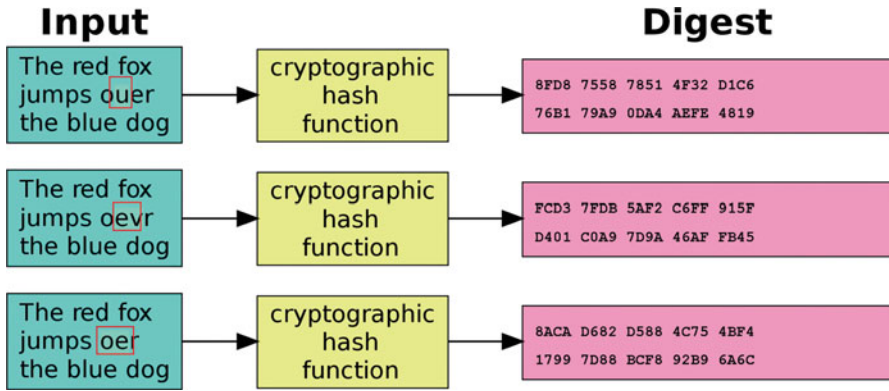 Input
Digest
The red fox
jumps ouer
the blue dog
cryptographic
hash
function
8FD8 7558 7851 4F32 D1C6
76B1 79A9 0DA4 AEFE 4819
The red fox
jumps oevr
the blue dog
cryptographic
hash
function
FCD3 7FDB 5AF2 C6FF 915F
D401 C0A9 7D9A 46AF FB45
The red fox
jumps oer
the blue dog
cryptographic
hash
function
8ACA D682 D588 4C75 4BF4
1799 7D88 BCF8 92B9 6A6C